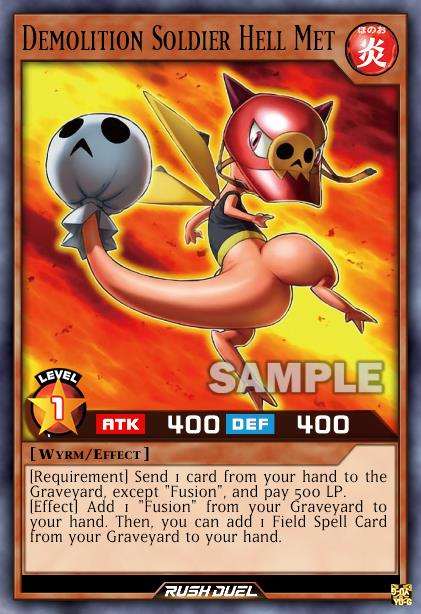 Demolition Soldier Hell Met
ほのお
炎
SAMPLE
LEVEL
1
ATK 400 DEF 400
[Wyrm/Effect]
[Requirement] Send 1 card from your hand to the
Graveyard, except "Fusion", and pay 500 LP.
[Effect] Add 1 "Fusion" from your Graveyard to
your hand. Then, you can add 1 Field Spell Card
from your Graveyard to your hand.
RUSH DUEL